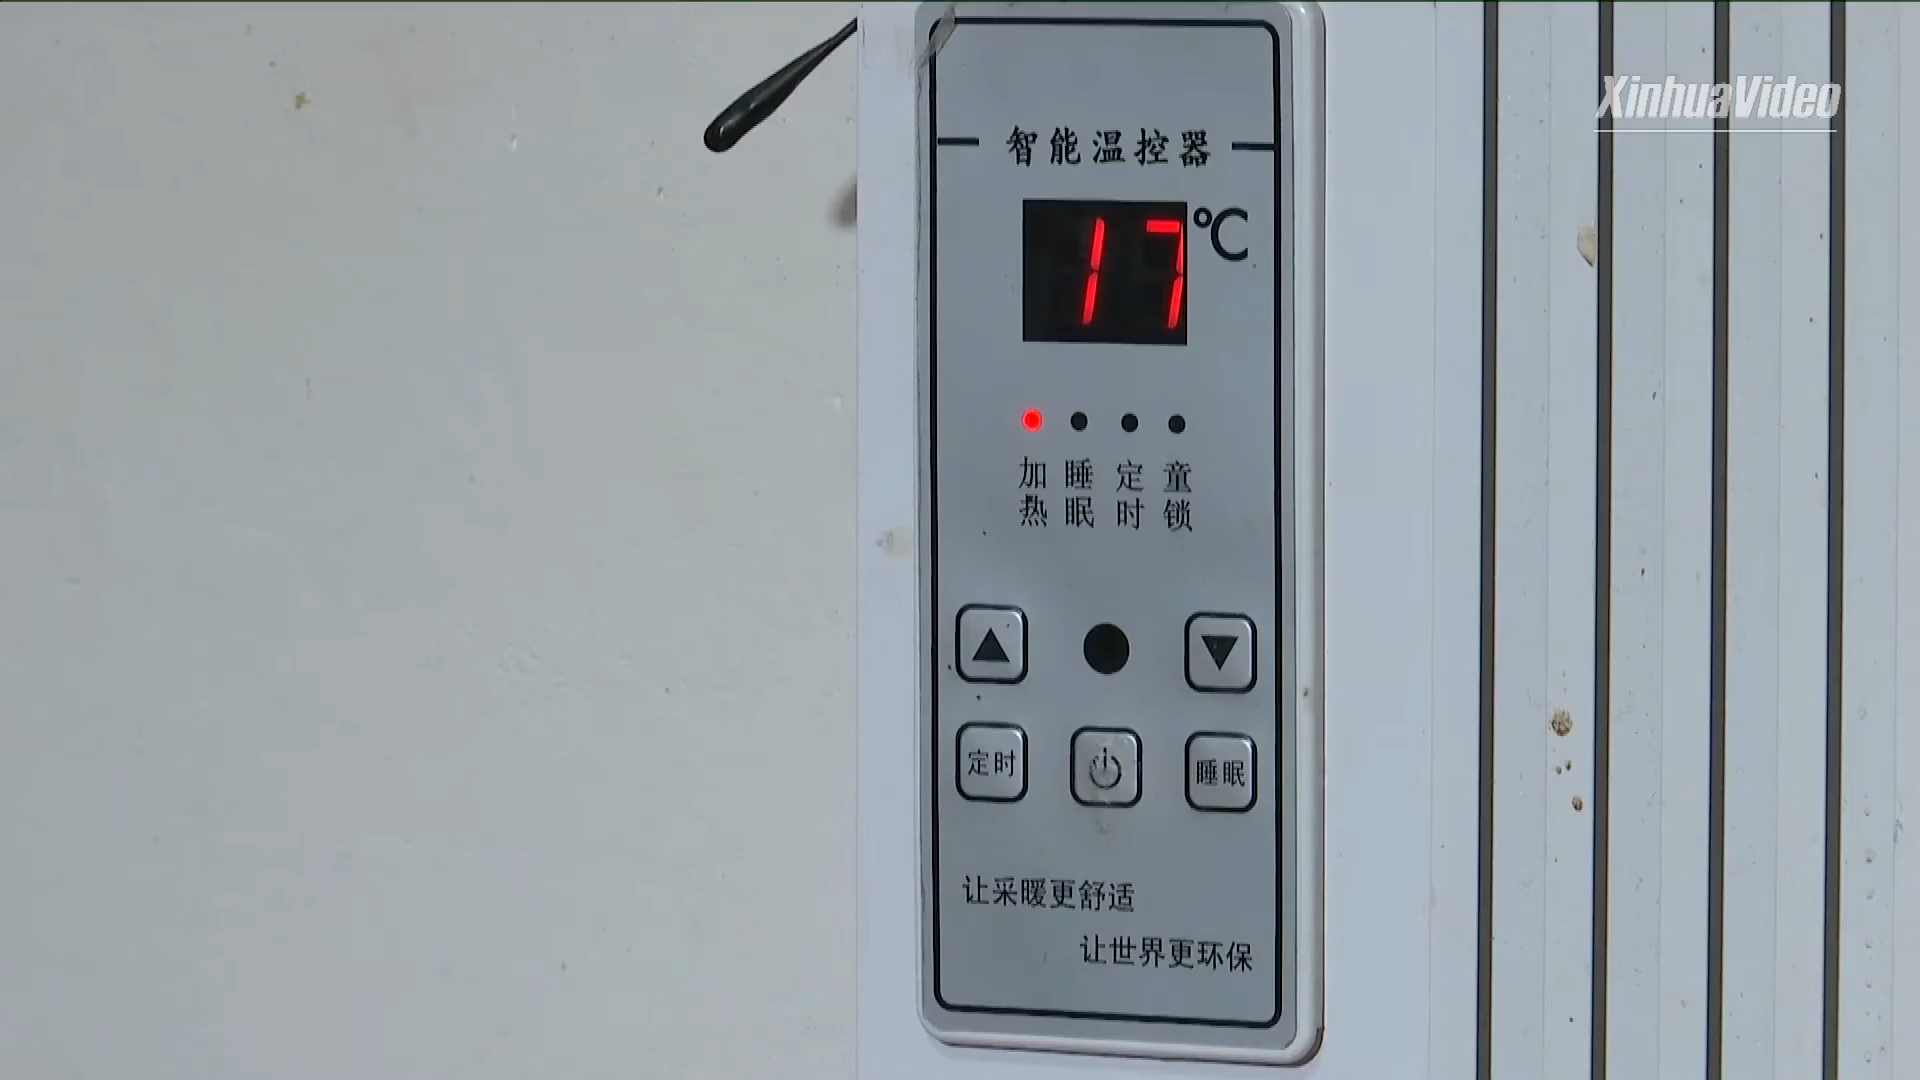 XinhuaVideo
智能温控器
17 °C
加热 睡眠 定时 童锁
定时 睡眠
让采暖更舒适
让世界更环保